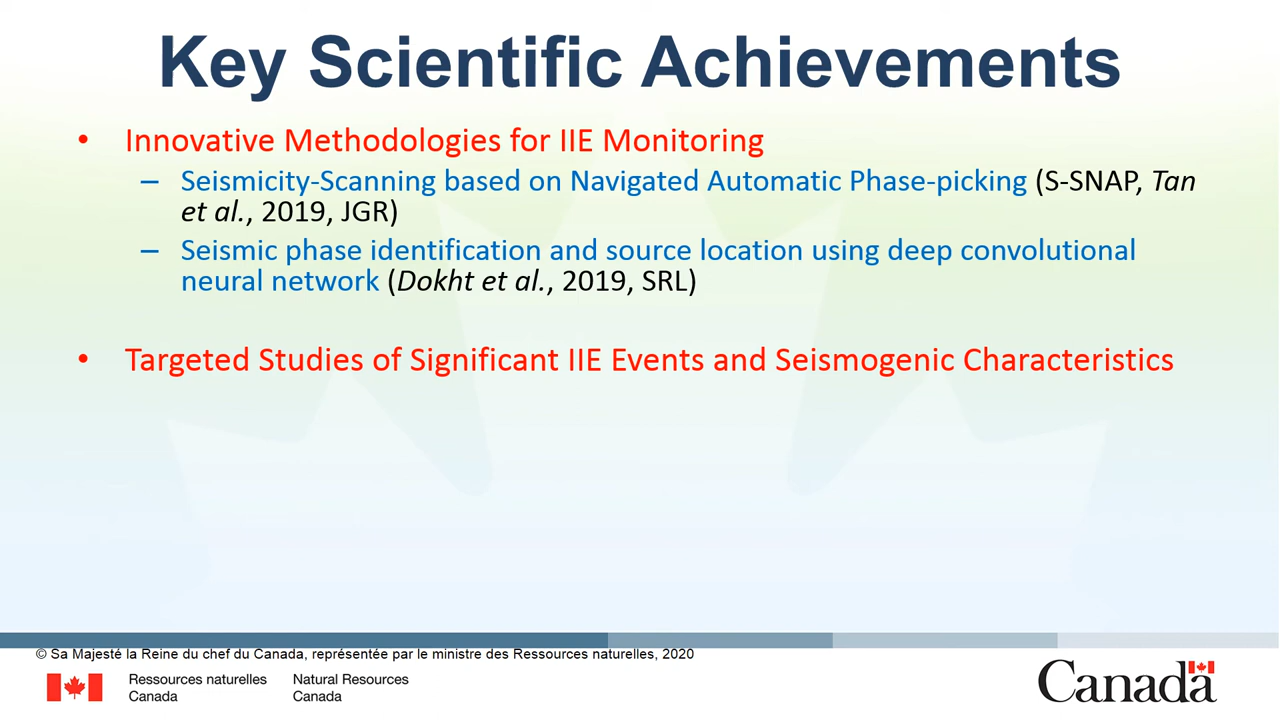 Key Scientific Achievements
• Innovative Methodologies for IIE Monitoring
– Seismicity-Scanning based on Navigated Automatic Phase-picking (S-SNAP, Tan
et al., 2019, JGR)
– Seismic phase identification and source location using deep convolutional
neural network (Dokht et al., 2019, SRL)
• Targeted Studies of Significant IIE Events and Seismogenic Characteristics
© Sa Majesté la Reine du chef du Canada, représentée par le ministre des Ressources naturelles, 2020
Ressources naturelles
Canada
Natural Resources
Canada
Canada